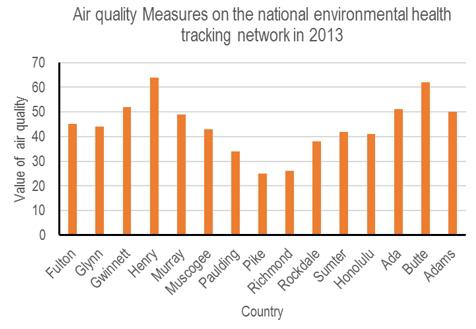 Air quality Measures on the national environmental health
tracking network in 2013
Value of air quality
70
60
50
40
30
20
10
0
Fulton
Glynn
Gwinnett
Henry
Murray
Muscogee
Paulding
Pike
Richmond
Rockdale
Sumter
Honolulu
Ada
Butte
Adams
Country